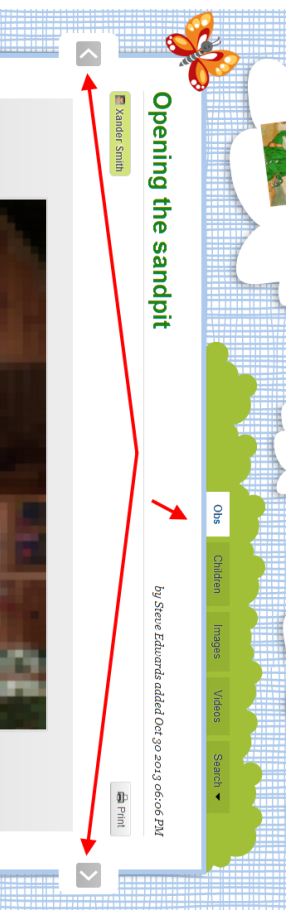 Obs
Children
Images
Videos
Search
Opening the sandpit
by Steve Edwards added Oct 30 2013 06:06 PM
Xander Smith
Print